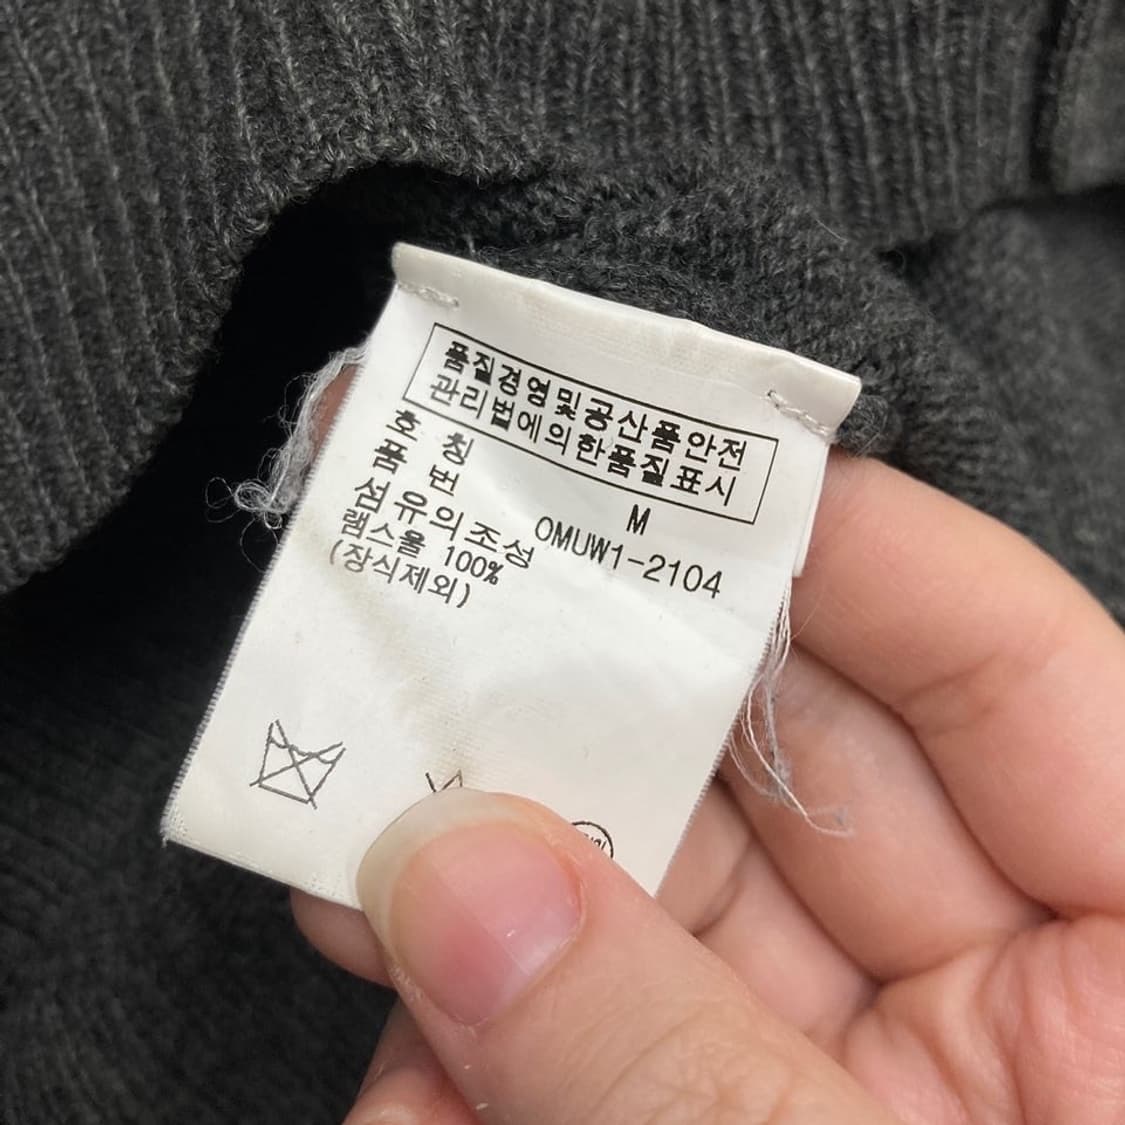 품질경영및공산품안전
관리법에의한품질표시
호 칭 M
품 번 OMUW1-2104
섬유의조성
램스울 100%
(장식제외)